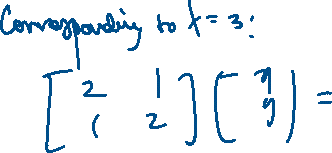 Corresponding to λ = 3:
[2 1
1 2] [x
y] =